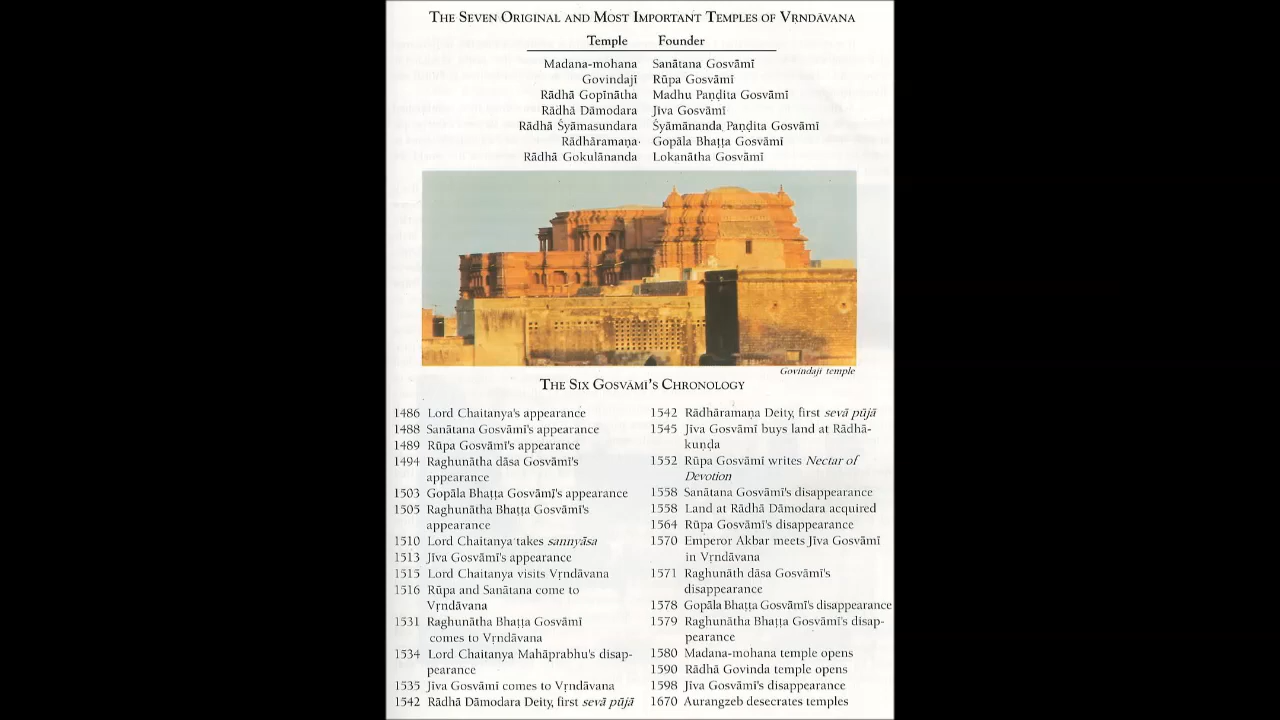 THE SEVEN ORIGINAL AND MOST IMPORTANT TEMPLES OF VṚNDĀVANA
Temple Founder
Madana-mohana Sanātana Gosvāmī
Govindaji Rūpa Gosvāmī
Rādhā Gopīnātha Madhu Paṇḍita Gosvāmī
Rādhā Dāmodara Jīva Gosvāmī
Rādhā Śyāmasundara Śyāmānanda Paṇḍita Gosvāmī
Rādháramaṇa Gopāla Bhaṭṭa Gosvāmī
Rādhā Gokulānanda Lokanātha Gosvāmī
Govindaji temple
THE SIX GOSVĀMĪ'S CHRONOLOGY
1486 Lord Chaitanya's appearance
1488 Sanātana Gosvāmī's appearance
1489 Rūpa Gosvāmī's appearance
1494 Raghunātha dāsa Gosvāmī's
appearance
1503 Gopāla Bhaṭṭa Gosvāmī's appearance
1505 Raghunātha Bhaṭṭa Gosvāmī's
appearance
1510 Lord Chaitanya takes sannyāsa
1513 Jīva Gosvāmī's appearance
1515 Lord Chaitanya visits Vṛndāvana
1516 Rūpa and Sanātana come to
Vṛndāvana
1531 Raghunātha Bhaṭṭa Gosvāmī
comes to Vṛndāvana
1534 Lord Chaitanya Mahāprabhu's disap-
pearance
1535 Jīva Gosvāmī comes to Vṛndāvana
1542 Rādhā Dāmodara Deity, first sevā pūjā
1542 Rādhāramaṇa Deity, first sevā pūjā
1545 Jīva Gosvāmī buys land at Rādhā-
kuṇḍa
1552 Rūpa Gosvāmī writes Nectar of
Devotion
1558 Sanātana Gosvāmī's disappearance
1558 Land at Rādhā Dāmodara acquired
1564 Rūpa Gosvāmī's disappearance
1570 Emperor Akbar meets Jīva Gosvāmī
in Vṛndāvana
1571 Raghunāth dāsa Gosvāmī's
disappearance
1578 Gopāla Bhaṭṭa Gosvāmī's disappearance
1579 Raghunātha Bhaṭṭa Gosvāmī's disap-
pearance
1580 Madana-mohana temple opens
1590 Rādhā Govinda temple opens
1598 Jīva Gosvāmī's disappearance
1670 Aurangzeb desecrates temples